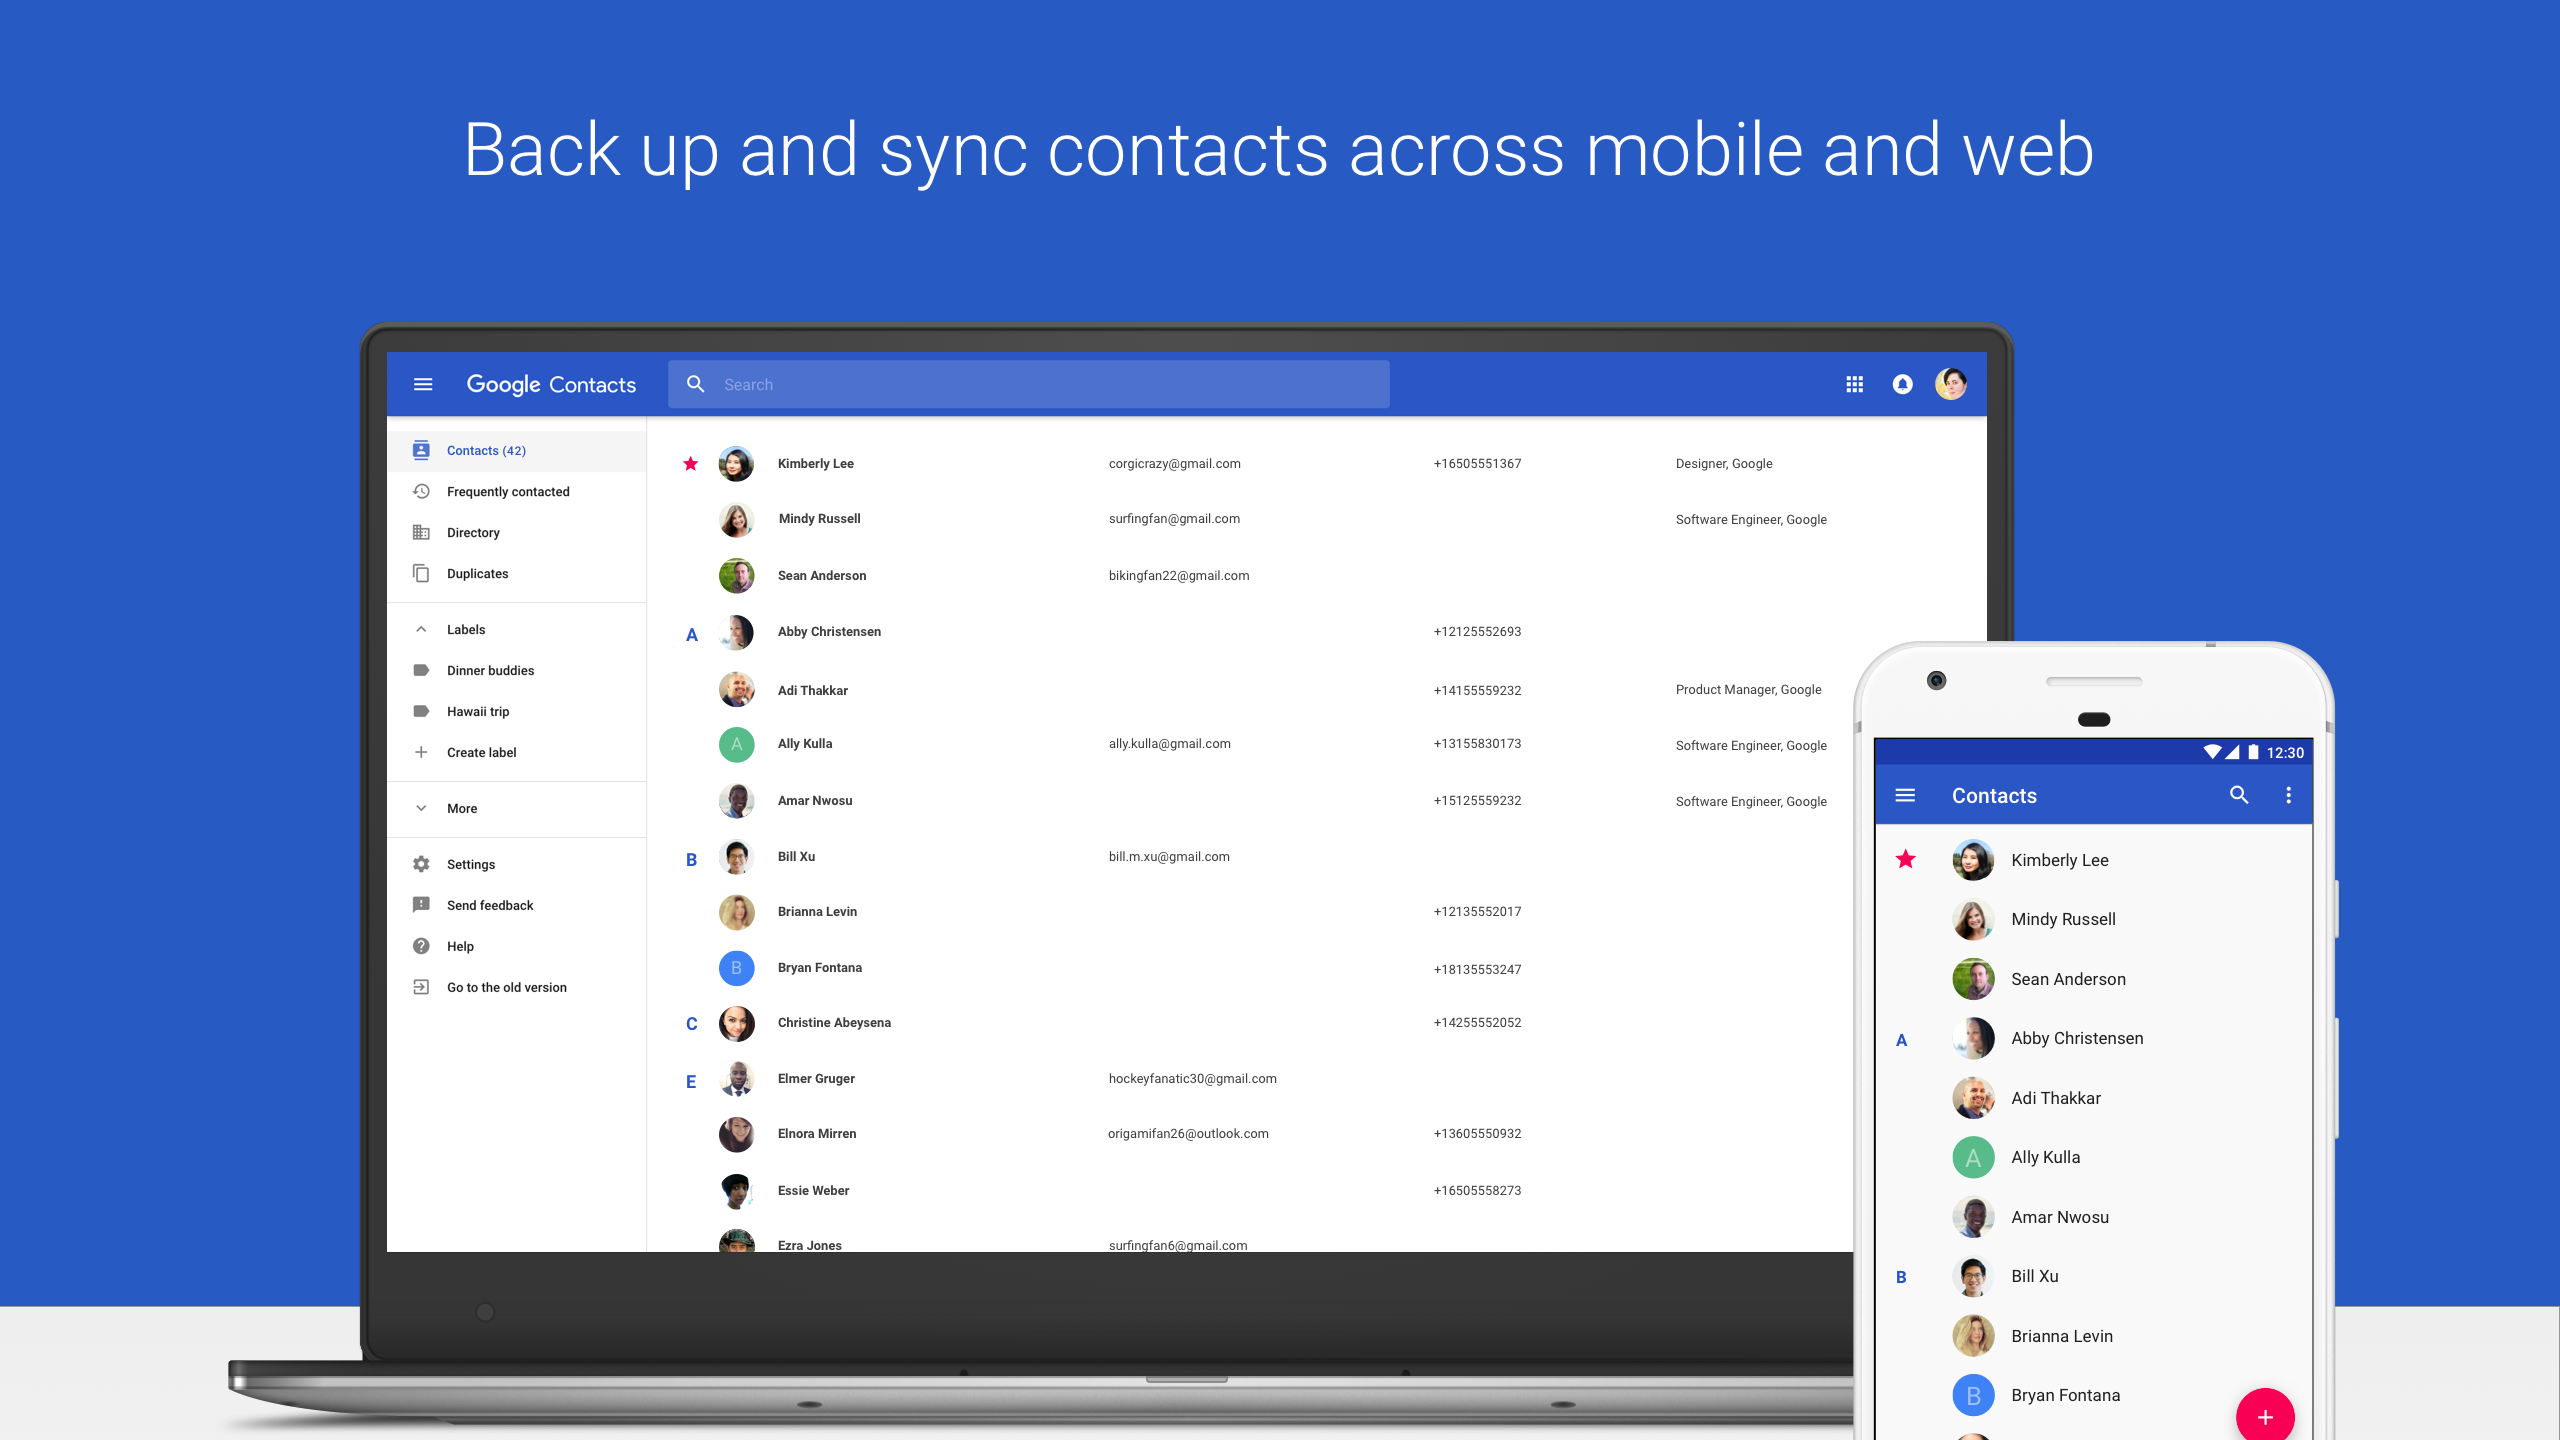 Back up and sync contacts across mobile and web
Google Contacts
Search
Contacts (42)
Frequently contacted
Directory
Duplicates
Labels
Dinner buddies
Hawaii trip
Create label
More
Settings
Send feedback
Help
Go to the old version
Kimberly Lee corgicrazy@gmail.com +16505551367 Designer, Google
Mindy Russell surfingfan@gmail.com Software Engineer, Google
Sean Anderson bikingfan22@gmail.com
A Abby Christensen +12125552693
Adi Thakkar +14155559232 Product Manager, Google
A Ally Kulla ally.kulla@gmail.com +13155830173 Software Engineer, Google
Amar Nwosu +15125559232 Software Engineer, Google
B Bill Xu bill.m.xu@gmail.com
Brianna Levin +12135552017
B Bryan Fontana +18135553247
C Christine Abeysena +14255552052
E Elmer Gruger hockeyfanatic30@gmail.com
Elnora Mirren origamifan26@outlook.com +13605550932
Essie Weber +16505558273
Ezra Jones surfingfan6@gmail.com
12:30
Contacts
Kimberly Lee
Mindy Russell
Sean Anderson
A Abby Christensen
Adi Thakkar
A Ally Kulla
Amar Nwosu
B Bill Xu
Brianna Levin
B Bryan Fontana